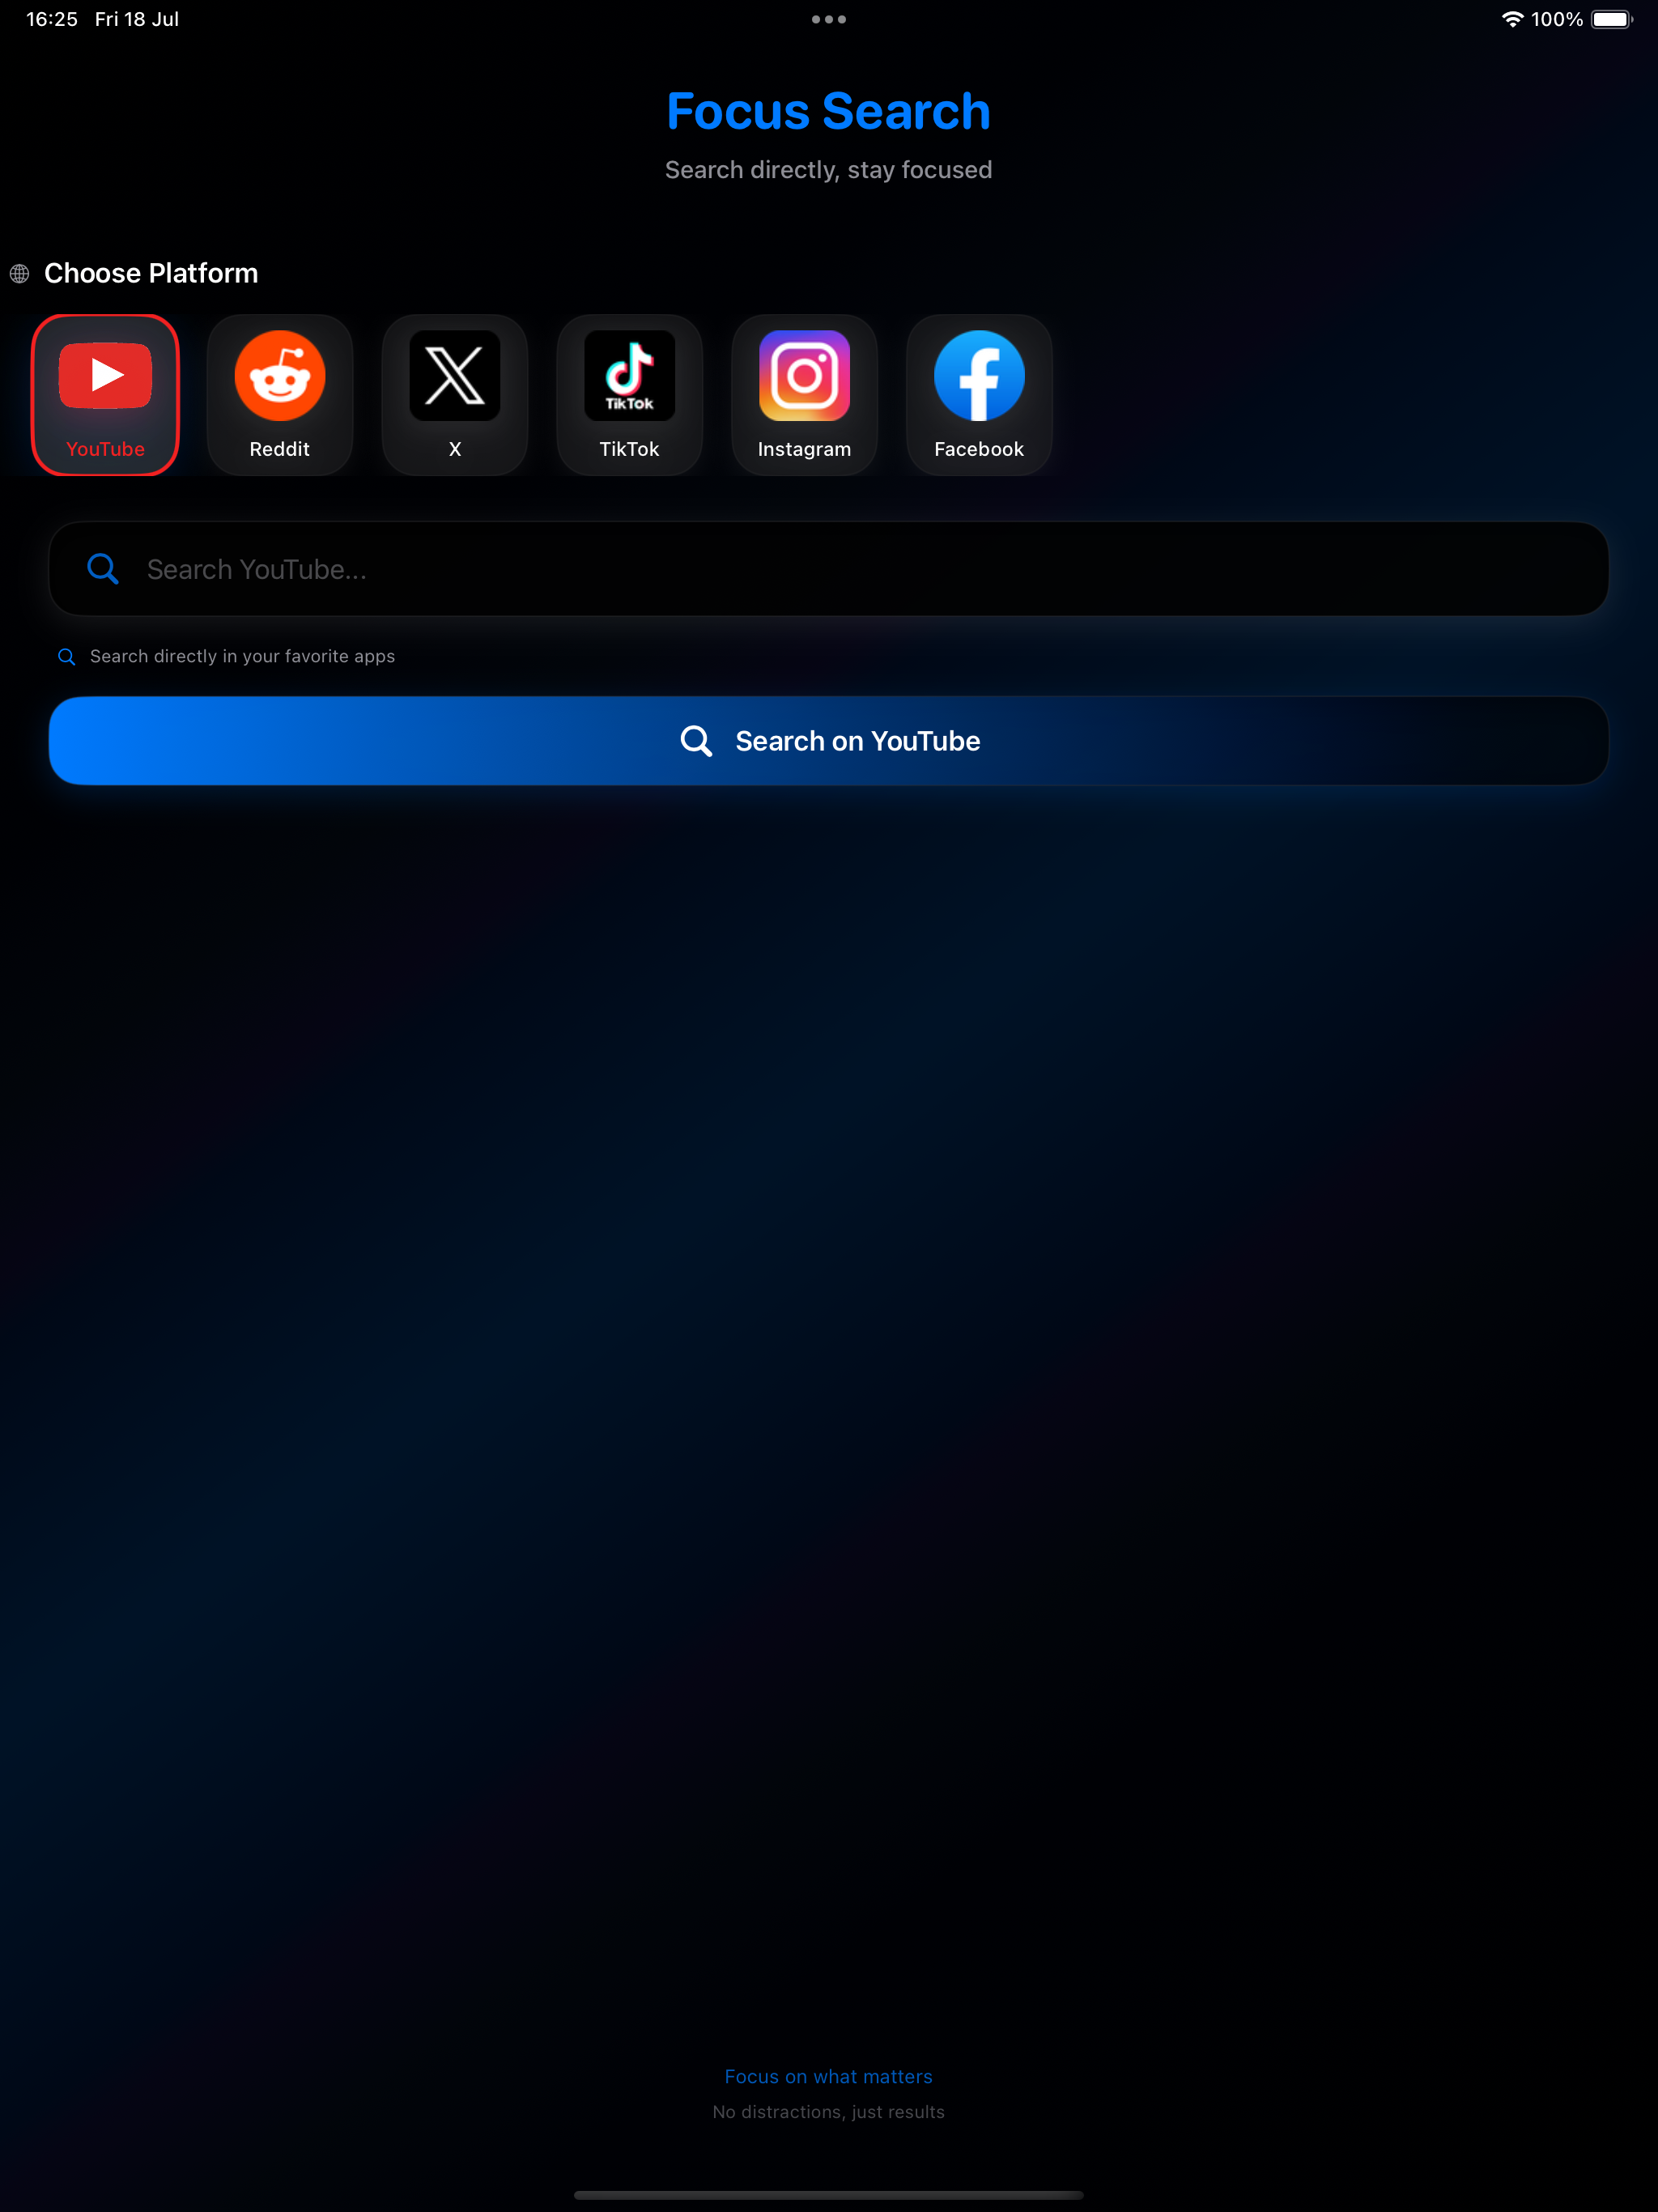 16:25 Fri 18 Jul
100%
Focus Search
Search directly, stay focused
Choose Platform
TikTok
YouTube Reddit X TikTok Instagram Facebook
Search YouTube...
Search directly in your favorite apps
Search on YouTube
Focus on what matters
No distractions, just results